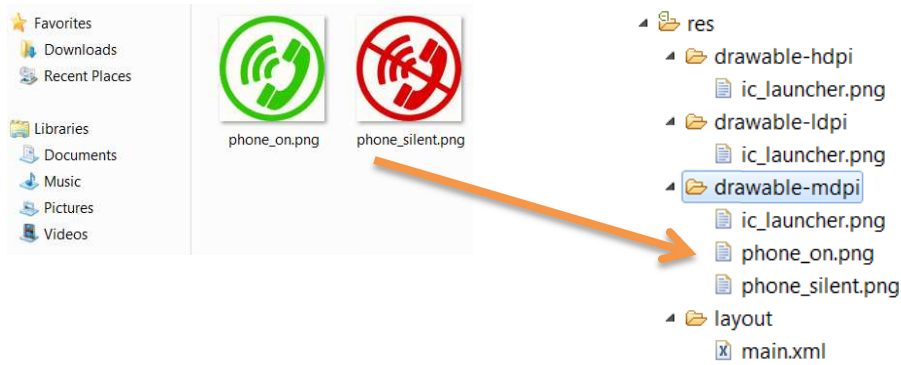 Favorites
Downloads
Recent Places
Libraries
Documents
Music
Pictures
Videos
phone_on.png
phone_silent.png
res
drawable-hdpi
ic_launcher.png
drawable-ldpi
ic_launcher.png
drawable-mdpi
ic_launcher.png
phone_on.png
phone_silent.png
layout
main.xml